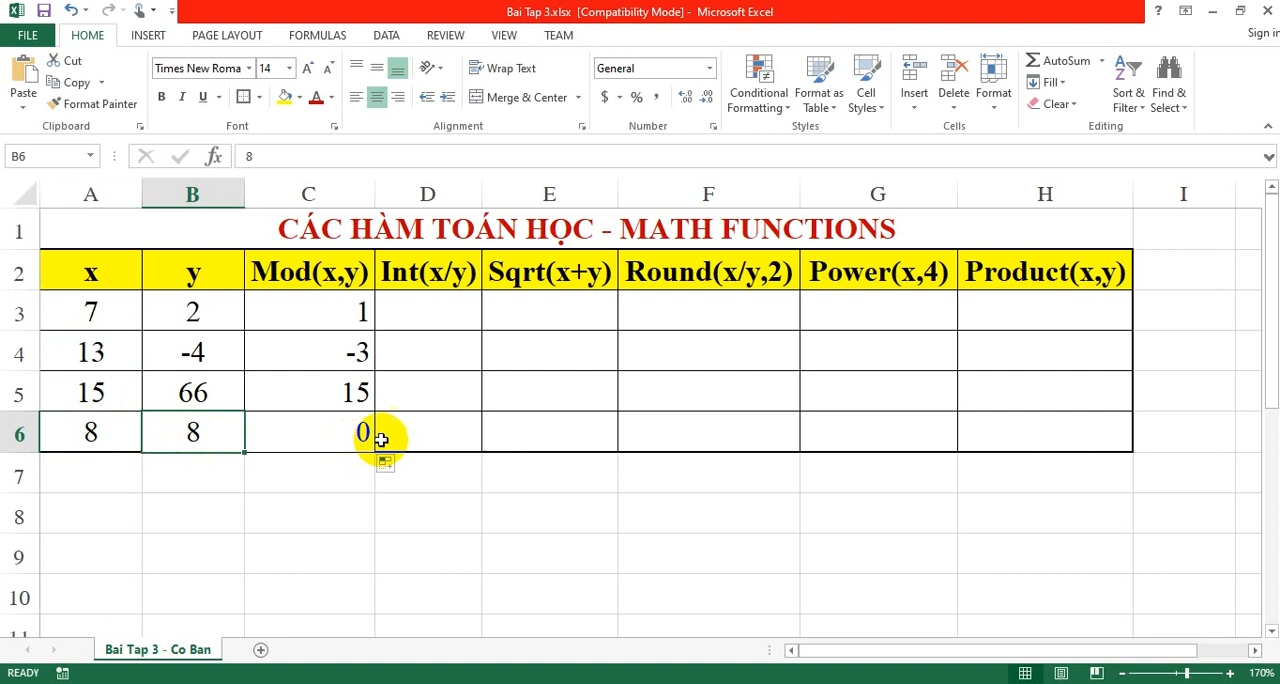 Bai Tap 3.xlsx [Compatibility Mode] - Microsoft Excel
?
FILE HOME INSERT PAGE LAYOUT FORMULAS DATA REVIEW VIEW TEAM Sign in
Paste
Cut
Copy
Format Painter
Clipboard
Times New Roma 14
B I U
Font
Wrap Text
Merge & Center
Alignment
General
$ % ,
Number
Conditional Formatting
Format as Table
Cell Styles
Styles
Insert Delete Format
Cells
AutoSum
Fill
Clear
Sort & Filter
Find & Select
Editing
B6 fx 8
A B C D E F G H I
1 CÁC HÀM TOÁN HỌC - MATH FUNCTIONS
2 x y Mod(x,y) Int(x/y) Sqrt(x+y) Round(x/y,2) Power(x,4) Product(x,y)
3 7 2 1
4 13 -4 -3
5 15 66 15
6 8 8 0
7
8
9
10
11
Bai Tap 3 - Co Ban
READY 170%